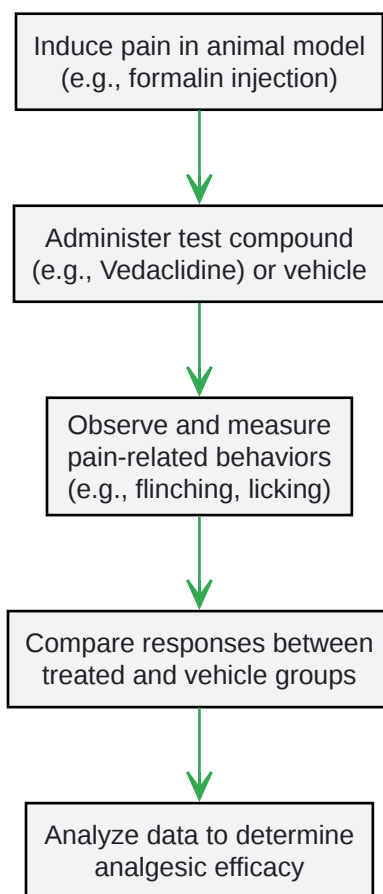 Induce pain in animal model
(e.g., formalin injection)
Administer test compound
(e.g., Vedaclidine) or vehicle
Observe and measure
pain-related behaviors
(e.g., flinching, licking)
Compare responses between
treated and vehicle groups
Analyze data to determine
analgesic efficacy